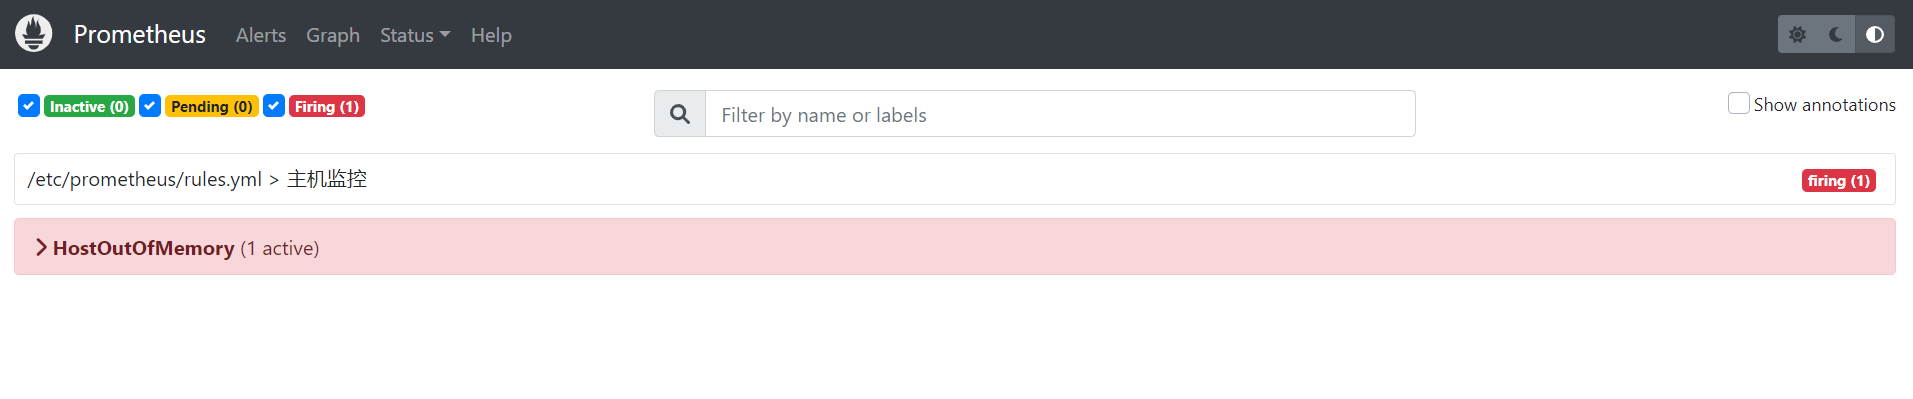 Prometheus Alerts Graph Status Help
Inactive (0) Pending (0) Firing (1) Filter by name or labels Show annotations
/etc/prometheus/rules.yml > 主机监控 firing (1)
HostOutOfMemory (1 active)